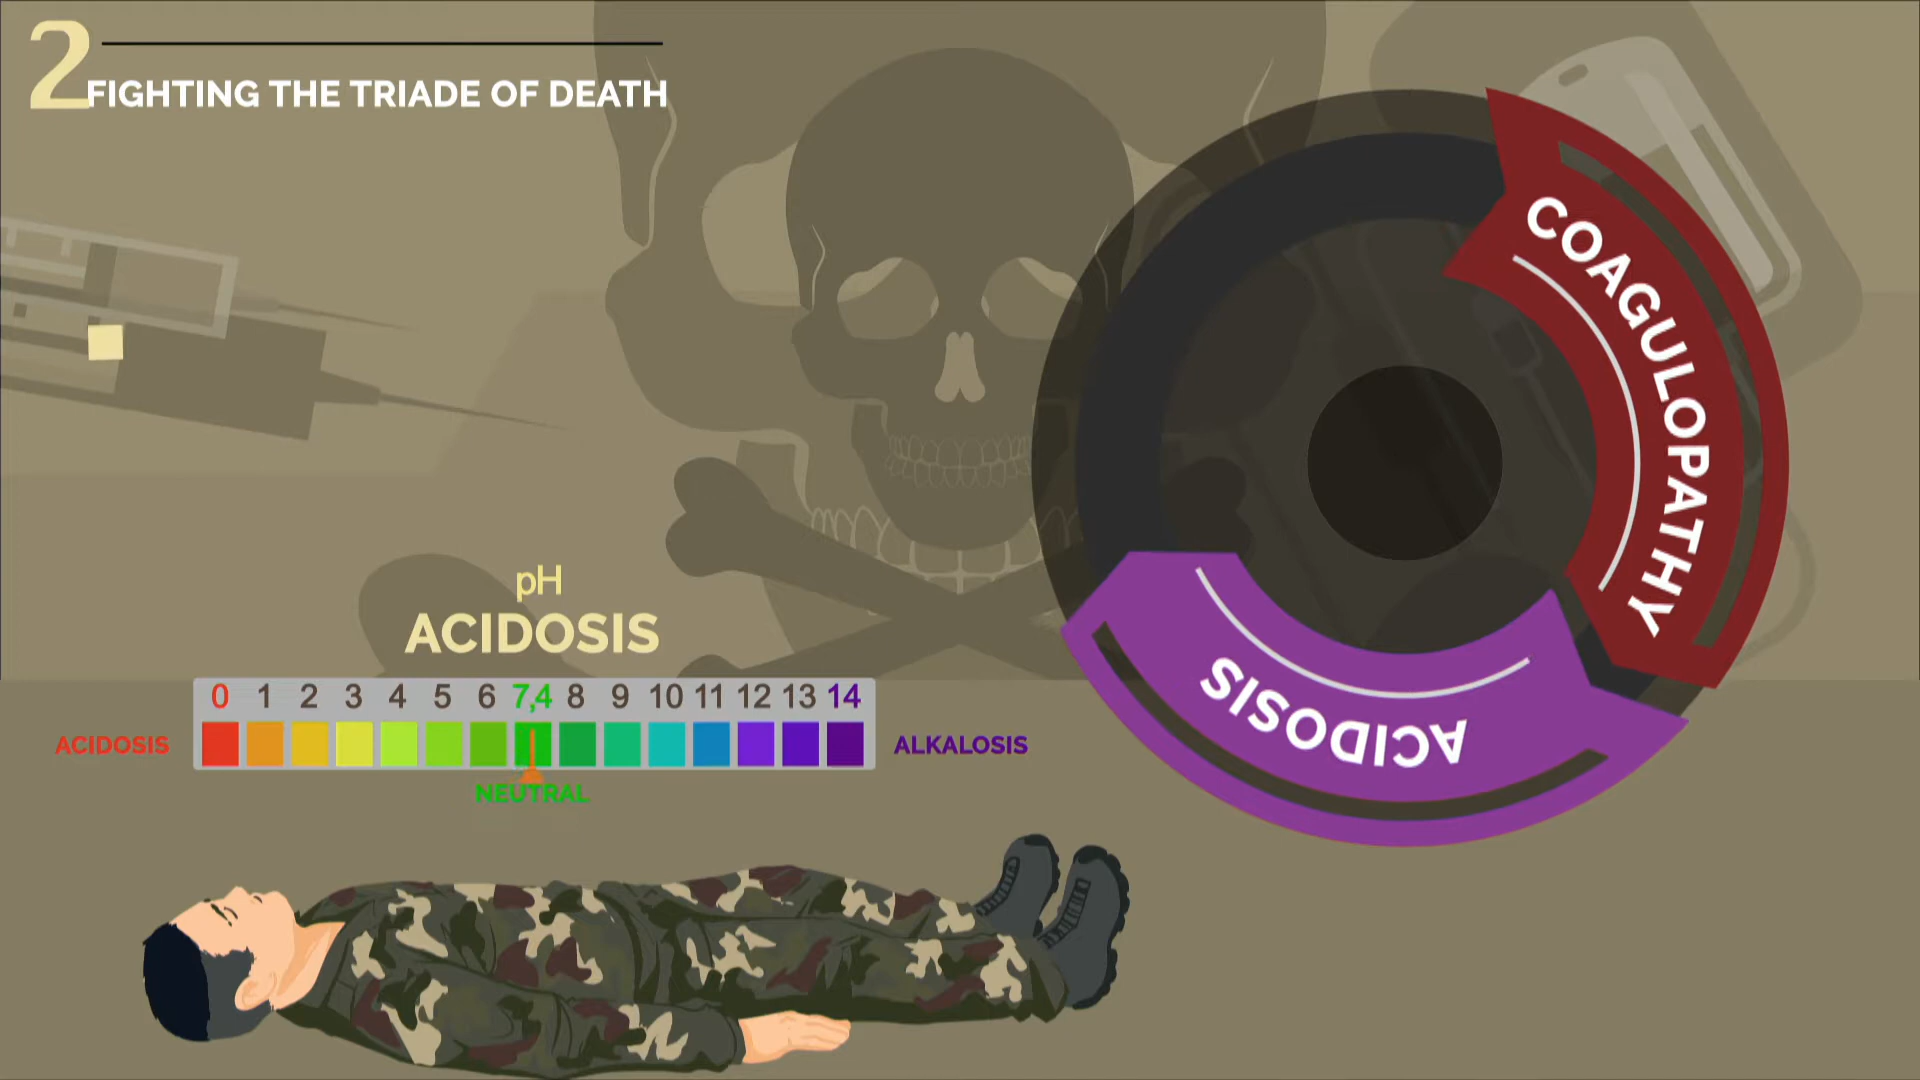 2
FIGHTING THE TRIADE OF DEATH
COAGULOPATHY
ACIDOSIS
pH
ACIDOSIS
0 1 2 3 4 5 6 7,4 8 9 10 11 12 13 14
ACIDOSIS
ALKALOSIS
NEUTRAL